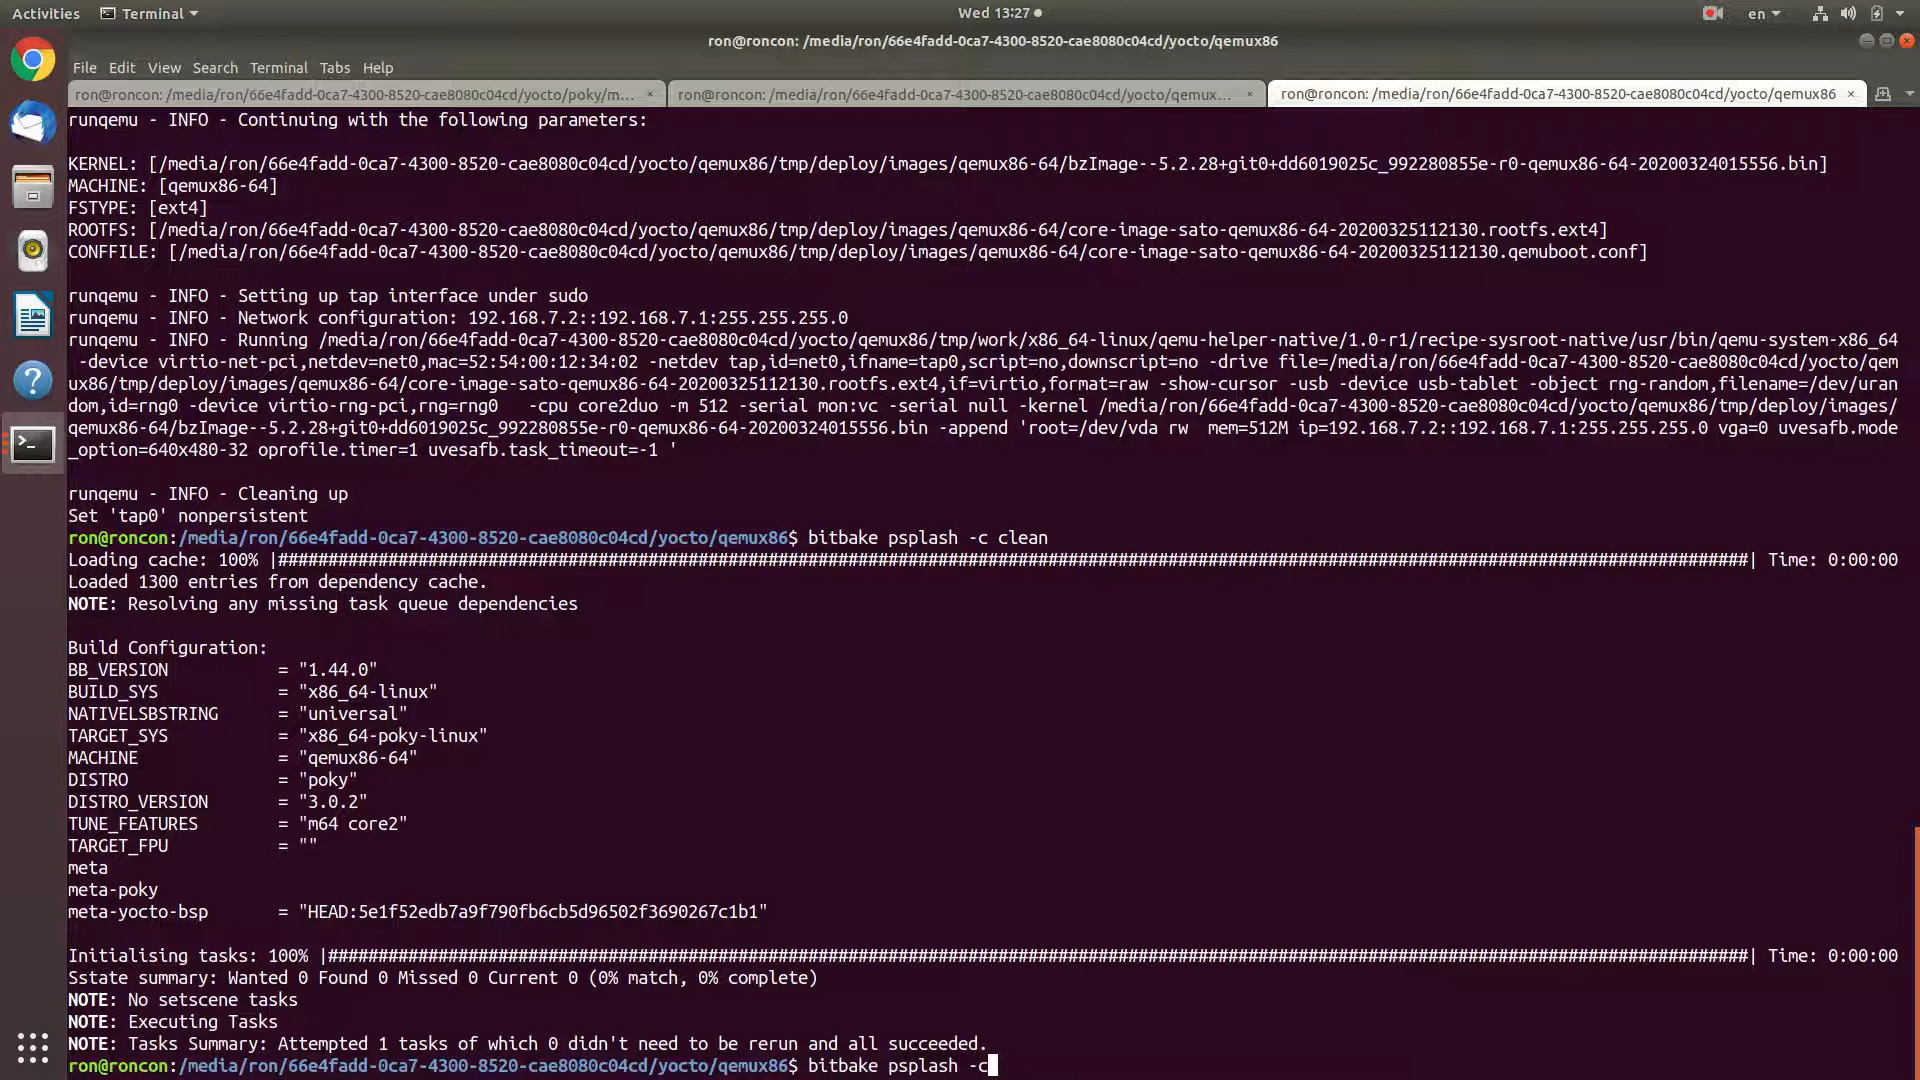 Activities Terminal Wed 13:27 en
ron@roncon: /media/ron/66e4fadd-0ca7-4300-8520-cae8080c04cd/yocto/qemux86
File Edit View Search Terminal Tabs Help
ron@roncon: /media/ron/66e4fadd-0ca7-4300-8520-cae8080c04cd/yocto/poky/m... × ron@roncon: /media/ron/66e4fadd-0ca7-4300-8520-cae8080c04cd/yocto/qemux... × ron@roncon: /media/ron/66e4fadd-0ca7-4300-8520-cae8080c04cd/yocto/qemux86 ×
runqemu - INFO - Continuing with the following parameters:
KERNEL: [/media/ron/66e4fadd-0ca7-4300-8520-cae8080c04cd/yocto/qemux86/tmp/deploy/images/qemux86-64/bzImage--5.2.28+git0+dd6019025c_992280855e-r0-qemux86-64-20200324015556.bin]
MACHINE: [qemux86-64]
FSTYPE: [ext4]
ROOTFS: [/media/ron/66e4fadd-0ca7-4300-8520-cae8080c04cd/yocto/qemux86/tmp/deploy/images/qemux86-64/core-image-sato-qemux86-64-20200325112130.rootfs.ext4]
CONFFILE: [/media/ron/66e4fadd-0ca7-4300-8520-cae8080c04cd/yocto/qemux86/tmp/deploy/images/qemux86-64/core-image-sato-qemux86-64-20200325112130.qemuboot.conf]
runqemu - INFO - Setting up tap interface under sudo
runqemu - INFO - Network configuration: 192.168.7.2::192.168.7.1:255.255.255.0
runqemu - INFO - Running /media/ron/66e4fadd-0ca7-4300-8520-cae8080c04cd/yocto/qemux86/tmp/work/x86_64-linux/qemu-helper-native/1.0-r1/recipe-sysroot-native/usr/bin/qemu-system-x86_64
-device virtio-net-pci,netdev=net0,mac=52:54:00:12:34:02 -netdev tap,id=net0,ifname=tap0,script=no,downscript=no -drive file=/media/ron/66e4fadd-0ca7-4300-8520-cae8080c04cd/yocto/qem
ux86/tmp/deploy/images/qemux86-64/core-image-sato-qemux86-64-20200325112130.rootfs.ext4,if=virtio,format=raw -show-cursor -usb -device usb-tablet -object rng-random,filename=/dev/uran
dom,id=rng0 -device virtio-rng-pci,rng=rng0   -cpu core2duo -m 512 -serial mon:vc -serial null -kernel /media/ron/66e4fadd-0ca7-4300-8520-cae8080c04cd/yocto/qemux86/tmp/deploy/images/
qemux86-64/bzImage--5.2.28+git0+dd6019025c_992280855e-r0-qemux86-64-20200324015556.bin -append 'root=/dev/vda rw  mem=512M ip=192.168.7.2::192.168.7.1:255.255.255.0 vga=0 uvesafb.mode
_option=640x480-32 oprofile.timer=1 uvesafb.task_timeout=-1 '
runqemu - INFO - Cleaning up
Set 'tap0' nonpersistent
ron@roncon:/media/ron/66e4fadd-0ca7-4300-8520-cae8080c04cd/yocto/qemux86$ bitbake psplash -c clean
Loading cache: 100% |###################################################################################################################################################| Time: 0:00:00
Loaded 1300 entries from dependency cache.
NOTE: Resolving any missing task queue dependencies
Build Configuration:
BB_VERSION           = "1.44.0"
BUILD_SYS            = "x86_64-linux"
NATIVELSBSTRING      = "universal"
TARGET_SYS           = "x86_64-poky-linux"
MACHINE              = "qemux86-64"
DISTRO               = "poky"
DISTRO_VERSION       = "3.0.2"
TUNE_FEATURES        = "m64 core2"
TARGET_FPU           = ""
meta
meta-poky
meta-yocto-bsp       = "HEAD:5e1f52edb7a9f790fb6cb5d96502f3690267c1b1"
Initialising tasks: 100% |##############################################################################################################################################| Time: 0:00:00
Sstate summary: Wanted 0 Found 0 Missed 0 Current 0 (0% match, 0% complete)
NOTE: No setscene tasks
NOTE: Executing Tasks
NOTE: Tasks Summary: Attempted 1 tasks of which 0 didn't need to be rerun and all succeeded.
ron@roncon:/media/ron/66e4fadd-0ca7-4300-8520-cae8080c04cd/yocto/qemux86$ bitbake psplash -c